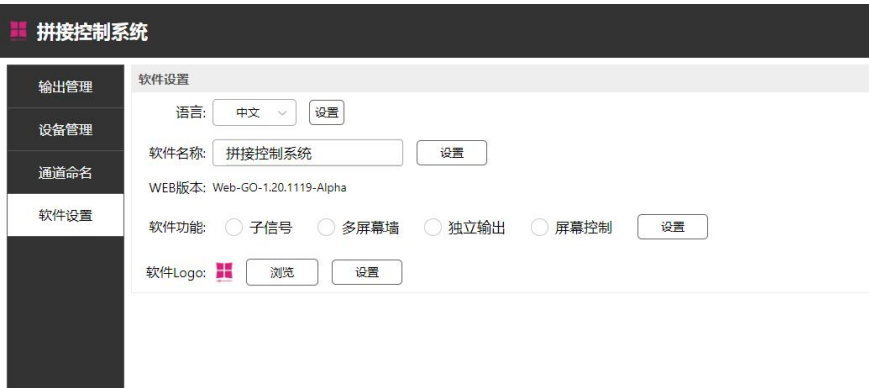 拼接控制系统
输出管理
设备管理
通道命名
软件设置
软件设置
语言: 中文 设置
软件名称: 拼接控制系统 设置
WEB版本: Web-GO-1.20.1119-Alpha
软件功能: 子信号 多屏幕墙 独立输出 屏幕控制 设置
软件Logo: 浏览 设置